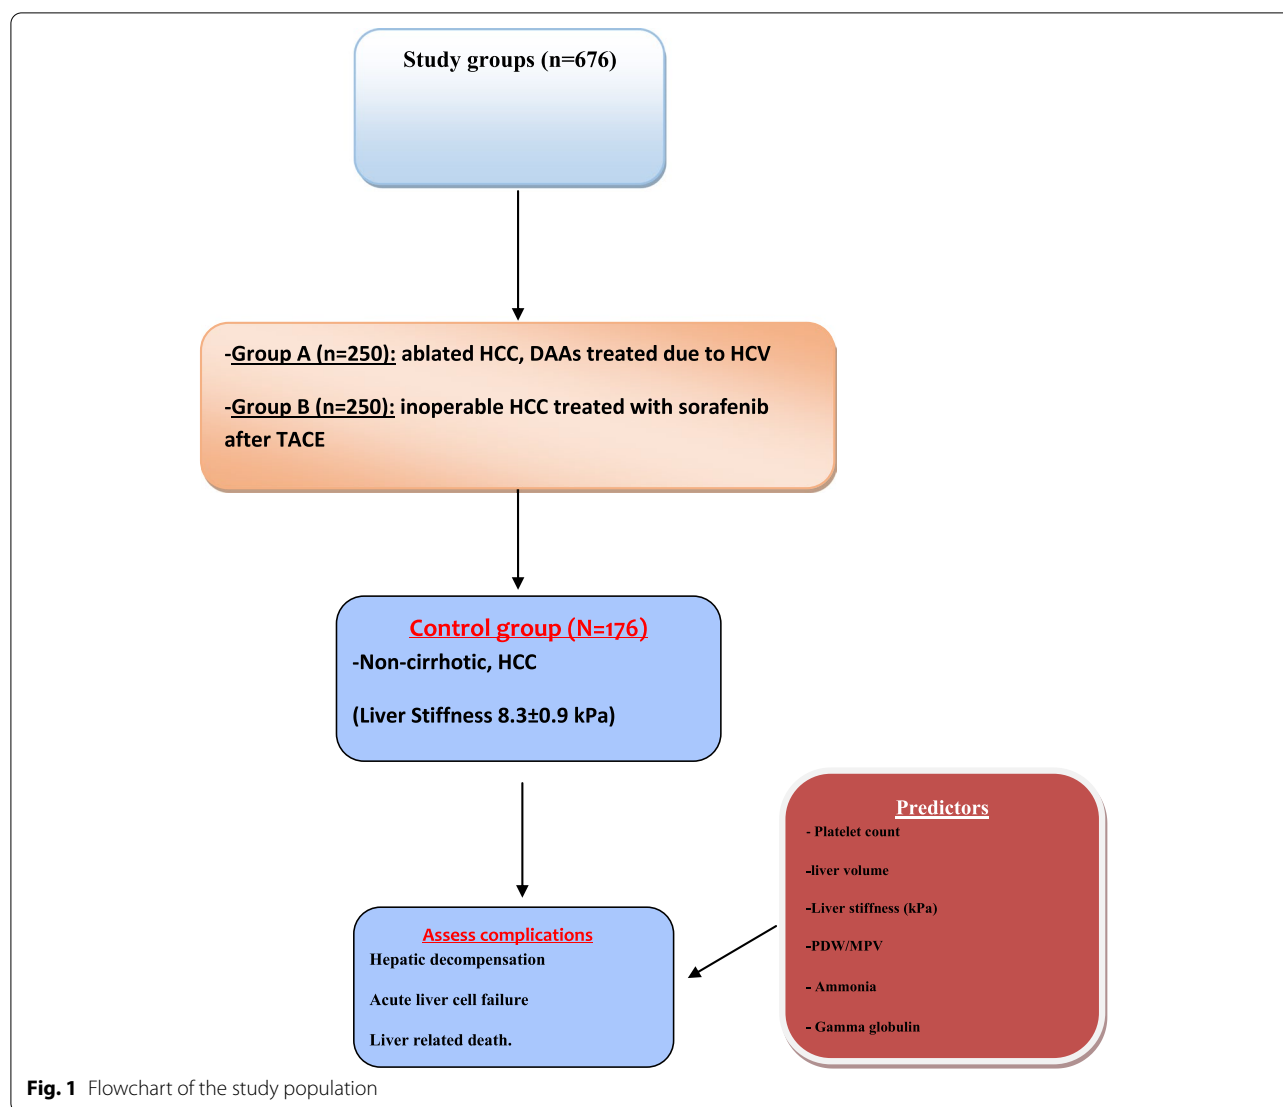 Study groups (n=676)
-Group A (n=250): ablated HCC, DAAs treated due to HCV
-Group B (n=250): inoperable HCC treated with sorafenib
after TACE
Control group (N=176)
-Non-cirrhotic, HCC
(Liver Stiffness 8.3±0.9 kPa)
Predictors
- Platelet count
-liver volume
-Liver stiffness (kPa)
-PDW/MPV
- Ammonia
- Gamma globulin
Assess complications
Hepatic decompensation
Acute liver cell failure
Liver related death.
Fig. 1 Flowchart of the study population